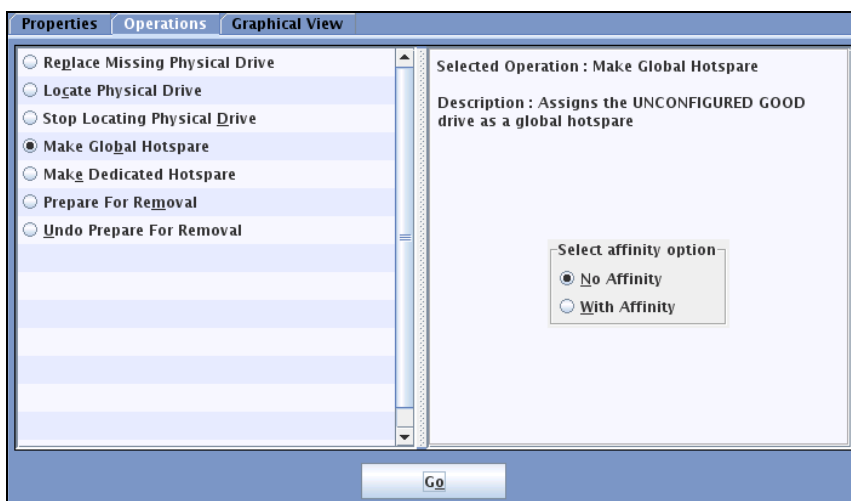 Properties Operations Graphical View
Replace Missing Physical Drive
Locate Physical Drive
Stop Locating Physical Drive
Make Global Hotspare
Make Dedicated Hotspare
Prepare For Removal
Undo Prepare For Removal
Selected Operation : Make Global Hotspare
Description : Assigns the UNCONFIGURED GOOD
drive as a global hotspare
Select affinity option
No Affinity
With Affinity
Go